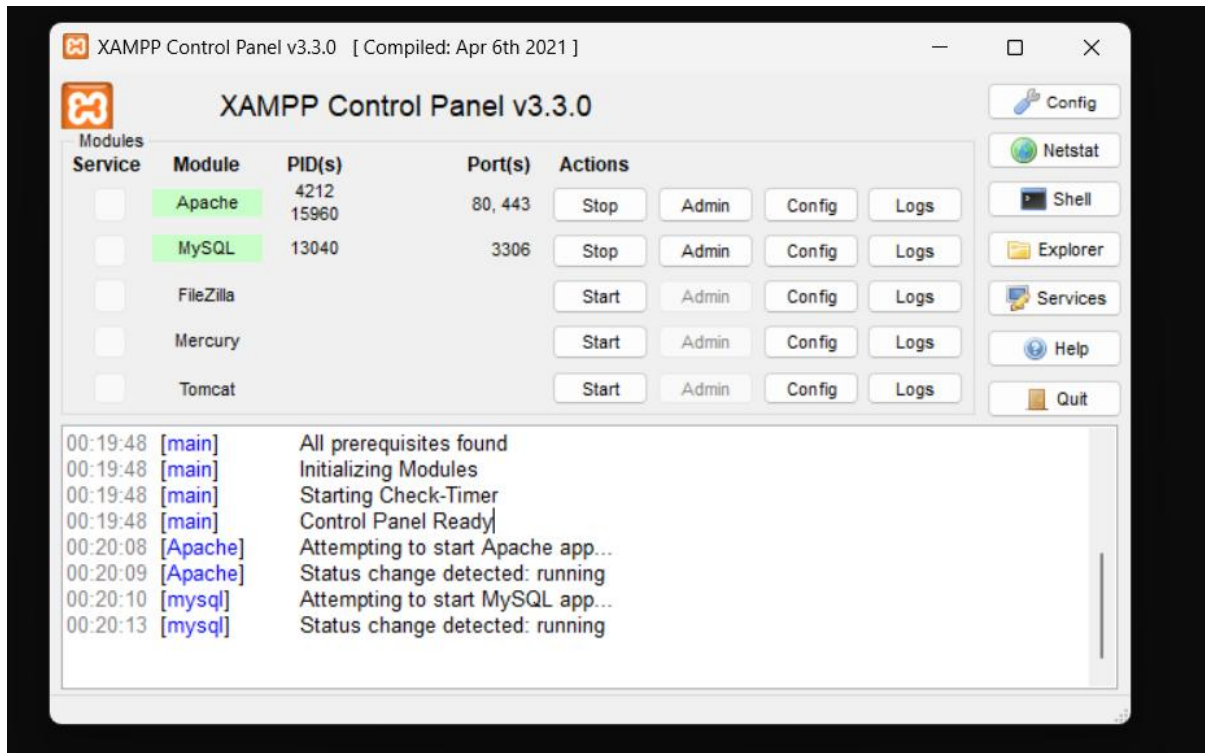 XAMPP Control Panel v3.3.0 [ Compiled: Apr 6th 2021 ]
XAMPP Control Panel v3.3.0
Config
Modules
Service Module PID(s) Port(s) Actions
Netstat
Apache 4212 15960 80, 443 Stop Admin Config Logs
Shell
MySQL 13040 3306 Stop Admin Config Logs
Explorer
FileZilla Start Admin Config Logs
Services
Mercury Start Admin Config Logs
Help
Tomcat Start Admin Config Logs
Quit
00:19:48 [main] All prerequisites found
00:19:48 [main] Initializing Modules
00:19:48 [main] Starting Check-Timer
00:19:48 [main] Control Panel Ready
00:20:08 [Apache] Attempting to start Apache app...
00:20:09 [Apache] Status change detected: running
00:20:10 [mysql] Attempting to start MySQL app...
00:20:13 [mysql] Status change detected: running